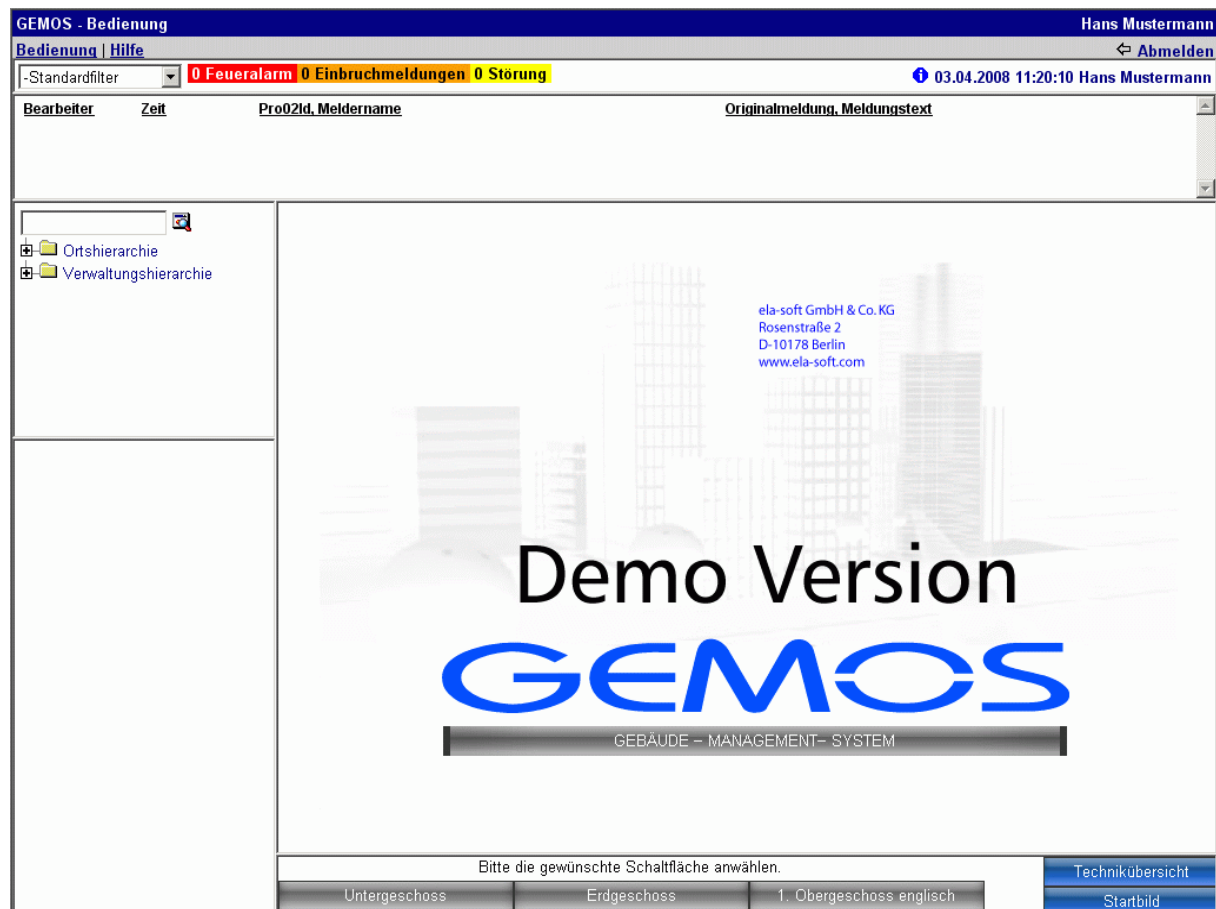 GEMOS - Bedienung Hans Mustermann
Bedienung | Hilfe Abmelden
-Standardfilter 0 Feueralarm 0 Einbruchmeldungen 0 Störung 03.04.2008 11:20:10 Hans Mustermann
Bearbeiter Zeit Pro02Id, Meldername Originalmeldung, Meldungstext
Ortshierarchie
Verwaltungshierarchie
ela-soft GmbH & Co. KG
Rosenstraße 2
D-10178 Berlin
www.ela-soft.com
Demo Version
GEMOS
GEBÄUDE – MANAGEMENT– SYSTEM
Bitte die gewünschte Schaltfläche anwählen.
Technikübersicht
Untergeschoss Erdgeschoss 1. Obergeschoss englisch Startbild